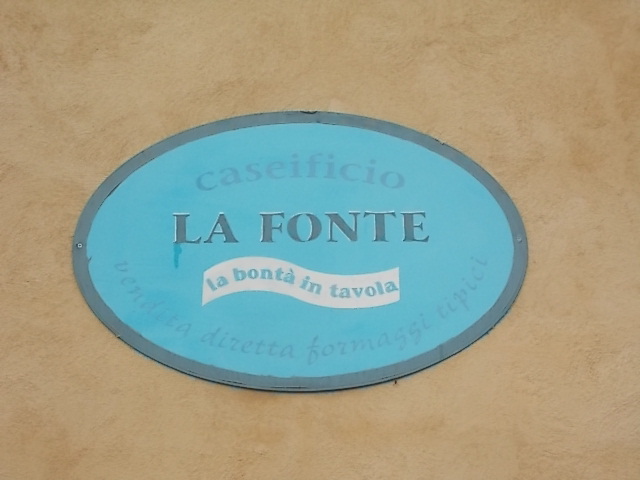 caseificio
LA FONTE
la bontà in tavola
vendita diretta formaggi tipici